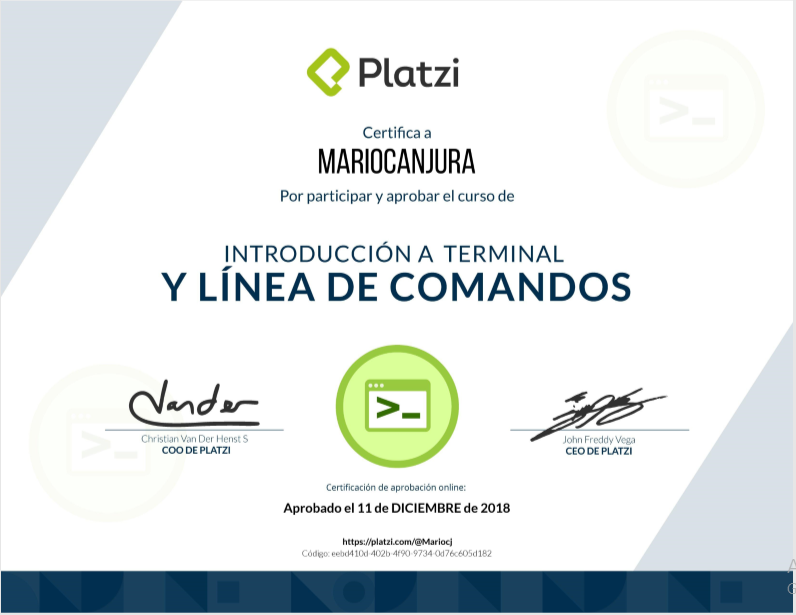 Platzi
Certifica a
MARIOCANJURA
Por participar y aprobar el curso de
INTRODUCCIÓN A TERMINAL
Y LÍNEA DE COMANDOS
Christian Van Der Henst S
COO DE PLATZI
John Freddy Vega
CEO DE PLATZI
Certificación de aprobación online:
Aprobado el 11 de DICIEMBRE de 2018
https://platzi.com/@Mariocj
Código: eebd410d-402b-4f90-9734-0d76c605d182